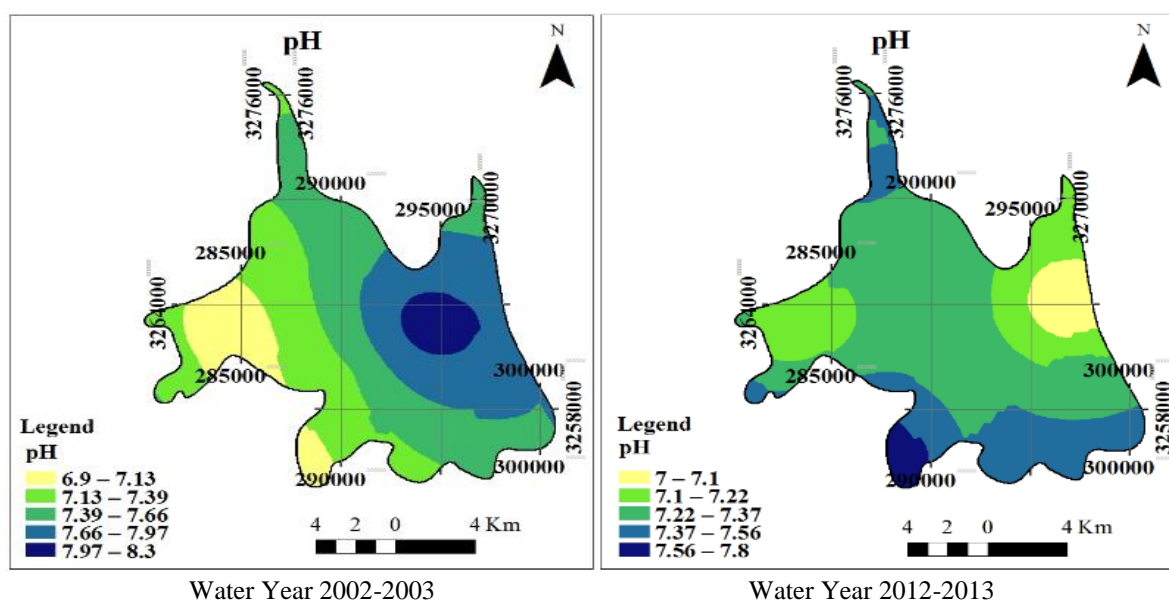 pH
N
3276000
3276000
290000
295000
3270000
285000
3264000
285000
300000
3258000
290000
300000
Legend
pH
6.9 – 7.13
7.13 – 7.39
7.39 – 7.66
7.66 – 7.97
7.97 – 8.3
4 2 0 4 Km
Water Year 2002-2003
pH
N
3276000
3276000
290000
295000
3270000
285000
3264000
285000
300000
3258000
290000
300000
Legend
pH
7 – 7.1
7.1 – 7.22
7.22 – 7.37
7.37 – 7.56
7.56 – 7.8
4 2 0 4 Km
Water Year 2012-2013